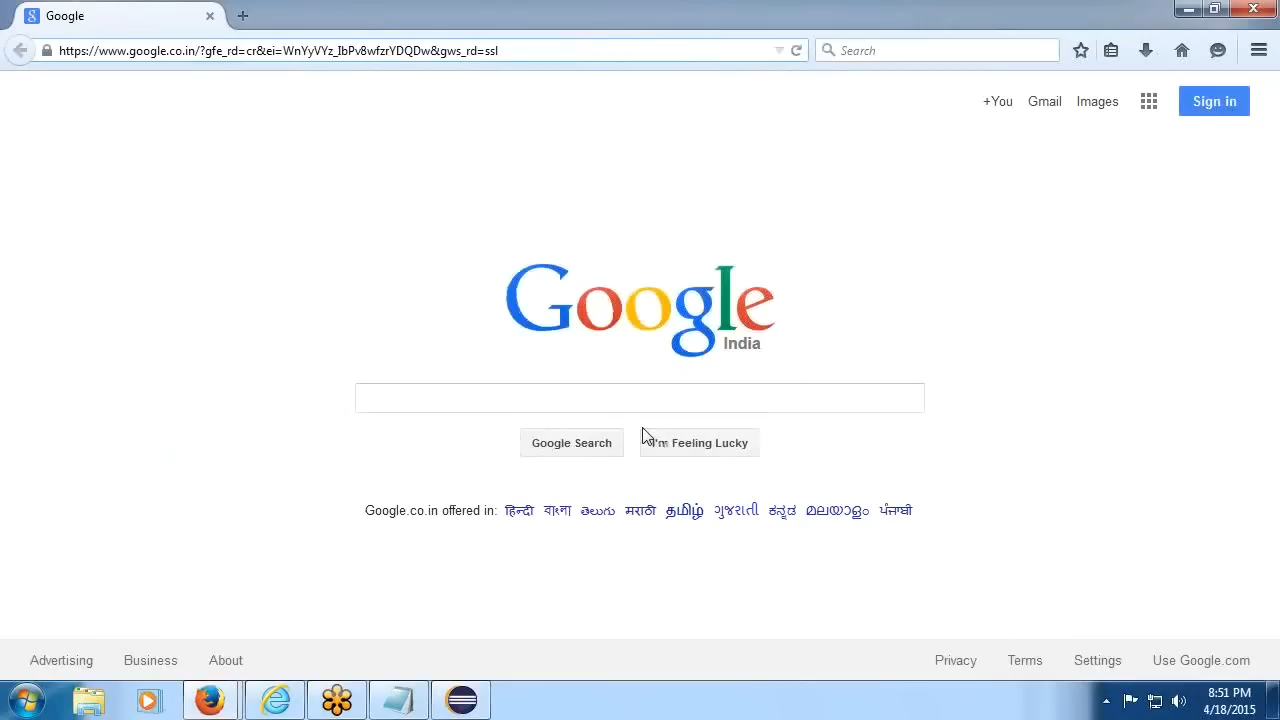 Google
https://www.google.co.in/?gfe_rd=cr&ei=WnYyVYz_IbPv8wfzrYDQDw&gws_rd=ssl
Search
+You Gmail Images Sign in
Google
India
Google Search I'm Feeling Lucky
Google.co.in offered in: हिन्दी বাংলা తెలుగు मराठी தமிழ் ગુજરાતી ಕನ್ನಡ മലയാളം ਪੰਜਾਬੀ
Advertising Business About Privacy Terms Settings Use Google.com
8:51 PM
4/18/2015